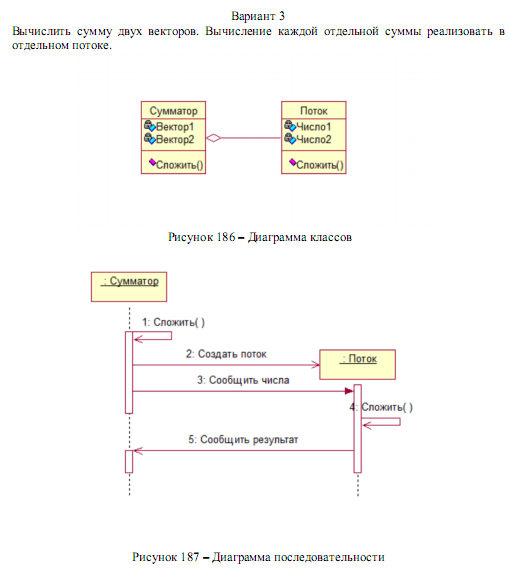 Вариант 3
Вычислить сумму двух векторов. Вычисление каждой отдельной суммы реализовать в
отдельном потоке.
Сумматор
Вектор1
Вектор2
Сложить()
Поток
Число1
Число2
Сложить()
Рисунок 186 – Диаграмма классов
: Сумматор
1: Сложить( )
2: Создать поток
: Поток
3: Сообщить числа
4: Сложить( )
5: Сообщить результат
Рисунок 187 – Диаграмма последовательности